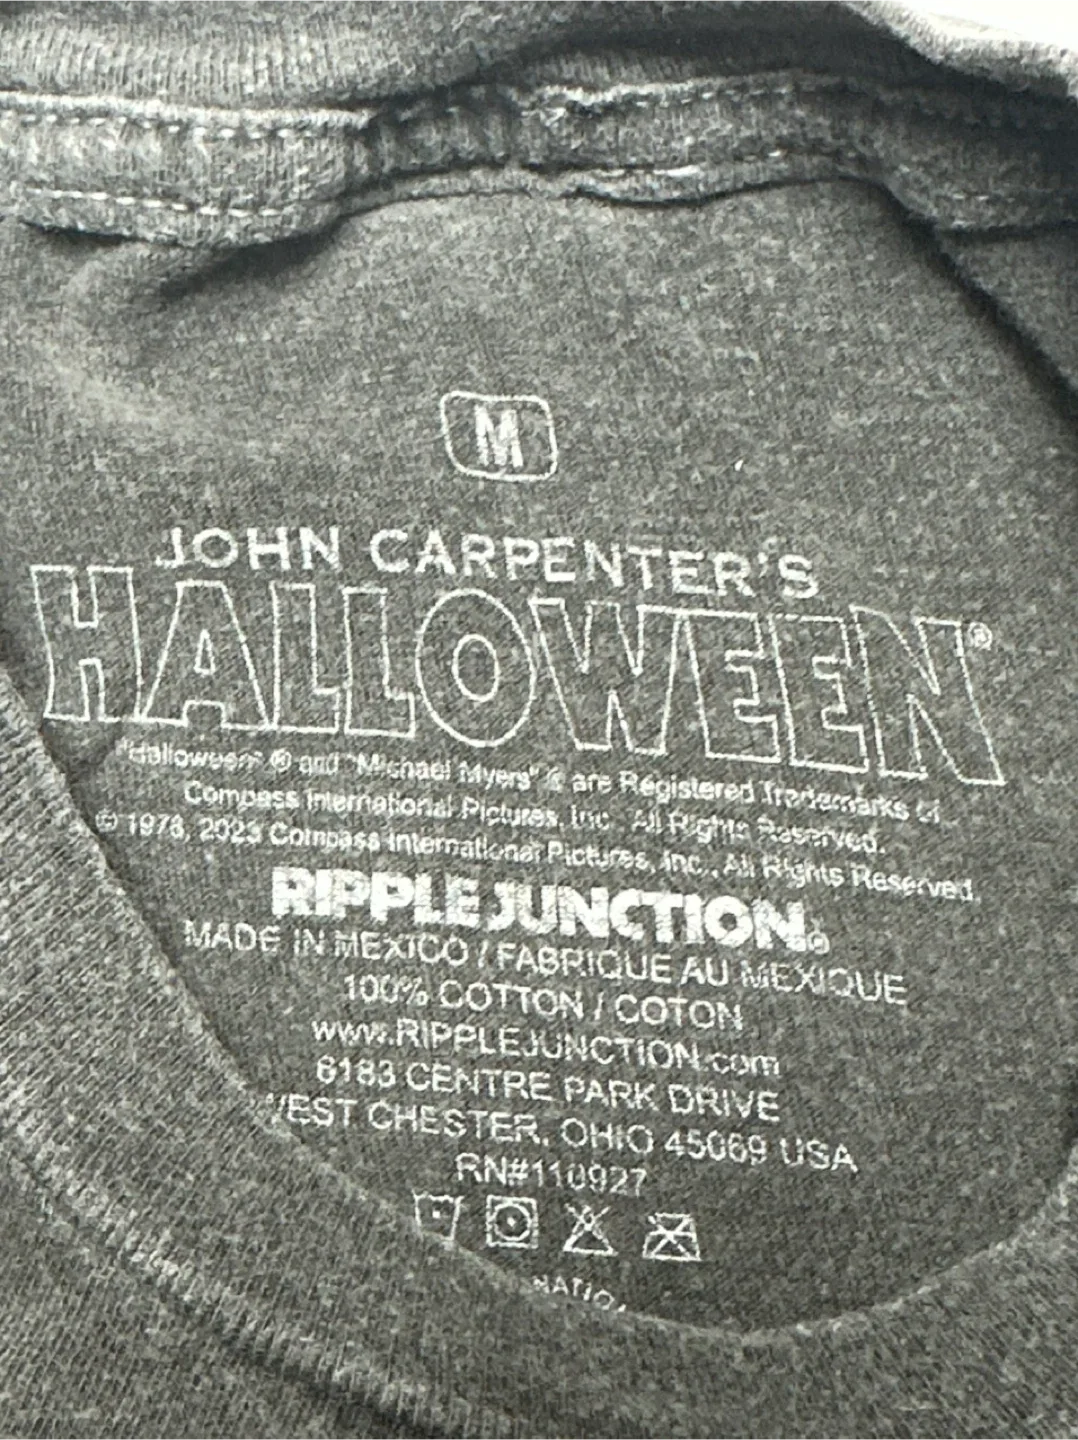 M
JOHN CARPENTER'S
HALLOWEEN®
"Halloween" ® and "Michael Myers" ® are Registered Trademarks of
Compass International Pictures, Inc. All Rights Reserved.
© 1978, 2023 Compass International Pictures, Inc., All Rights Reserved.
RIPPLE JUNCTION®
MADE IN MEXICO / FABRIQUE AU MEXIQUE
100% COTTON / COTON
www.RIPPLEJUNCTION.com
8183 CENTRE PARK DRIVE
WEST CHESTER, OHIO 45069 USA
RN#110927